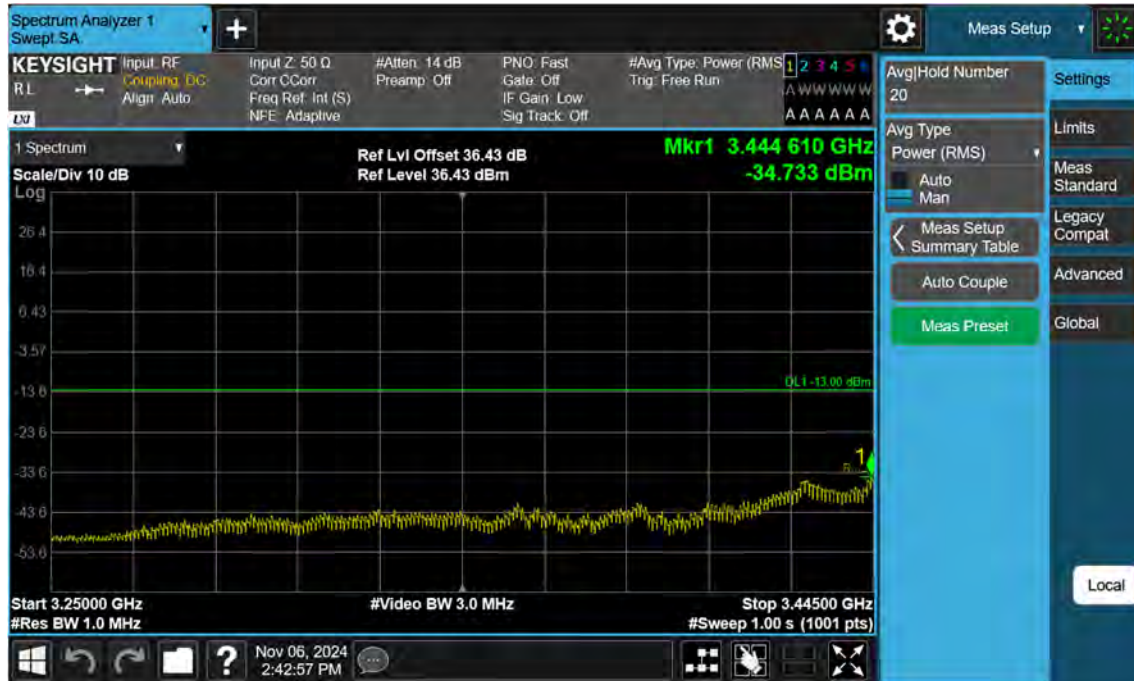 Spectrum Analyzer 1
Swept SA
Meas Setup
KEYSIGHT
RL
LXI
Input: RF
Coupling: DC
Align: Auto
Input Z: 50 Ω
Corr CCorr
Freq Ref: Int (S)
NFE: Adaptive
#Atten: 14 dB
Preamp: Off
PNO: Fast
Gate: Off
IF Gain: Low
Sig Track: Off
#Avg Type: Power (RMS
Trig: Free Run
1 2 3 4 5 6
A W W W W W
A A A A A A
1 Spectrum
Scale/Div 10 dB
Log
Ref Lvl Offset 36.43 dB
Ref Level 36.43 dBm
Mkr1 3.444 610 GHz
-34.733 dBm
26.4
16.4
6.43
-3.57
-13.6
-23.6
-33.6
-43.6
-53.6
DL1 -13.00 dBm
1
R...
Start 3.25000 GHz
#Res BW 1.0 MHz
#Video BW 3.0 MHz
Stop 3.44500 GHz
#Sweep 1.00 s (1001 pts)
Avg|Hold Number
20
Avg Type
Power (RMS)
Auto
Man
Meas Setup
Summary Table
Auto Couple
Meas Preset
Settings
Limits
Meas
Standard
Legacy
Compat
Advanced
Global
Local
?
Nov 06, 2024
2:42:57 PM